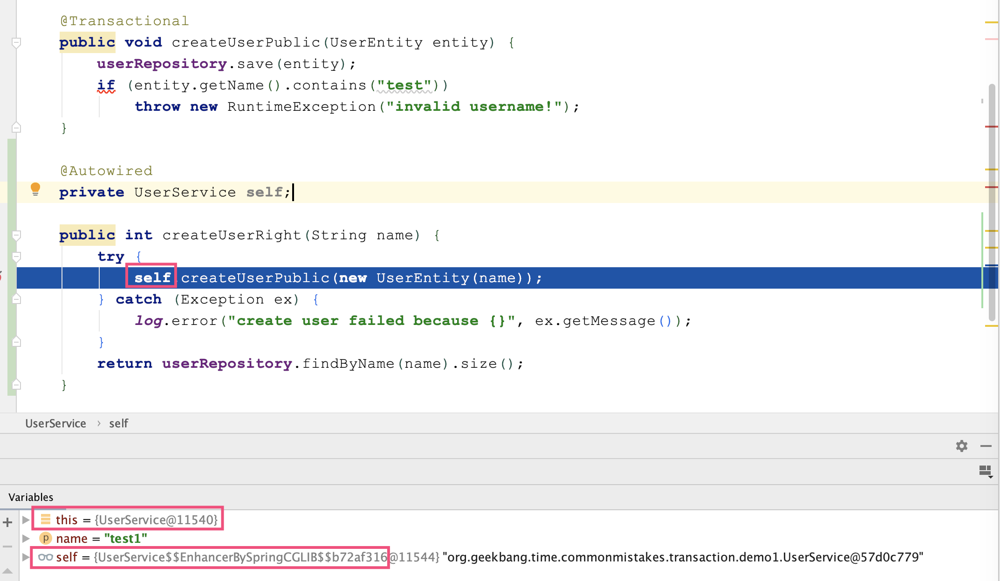 @Transactional
public void createUserPublic(UserEntity entity) {
userRepository.save(entity);
if (entity.getName().contains("test"))
throw new RuntimeException("invalid username!");
}
@Autowired
private UserService self;
public int createUserRight(String name) {
try {
self.createUserPublic(new UserEntity(name));
} catch (Exception ex) {
log.error("create user failed because {}", ex.getMessage());
}
return userRepository.findByName(name).size();
}
UserService › self
Variables
this = {UserService@11540}
p name = "test1"
self = {UserService$$EnhancerBySpringCGLIB$$b72af316@11544} "org.geekbang.time.commonmistakes.transaction.demo1.UserService@57d0c779"